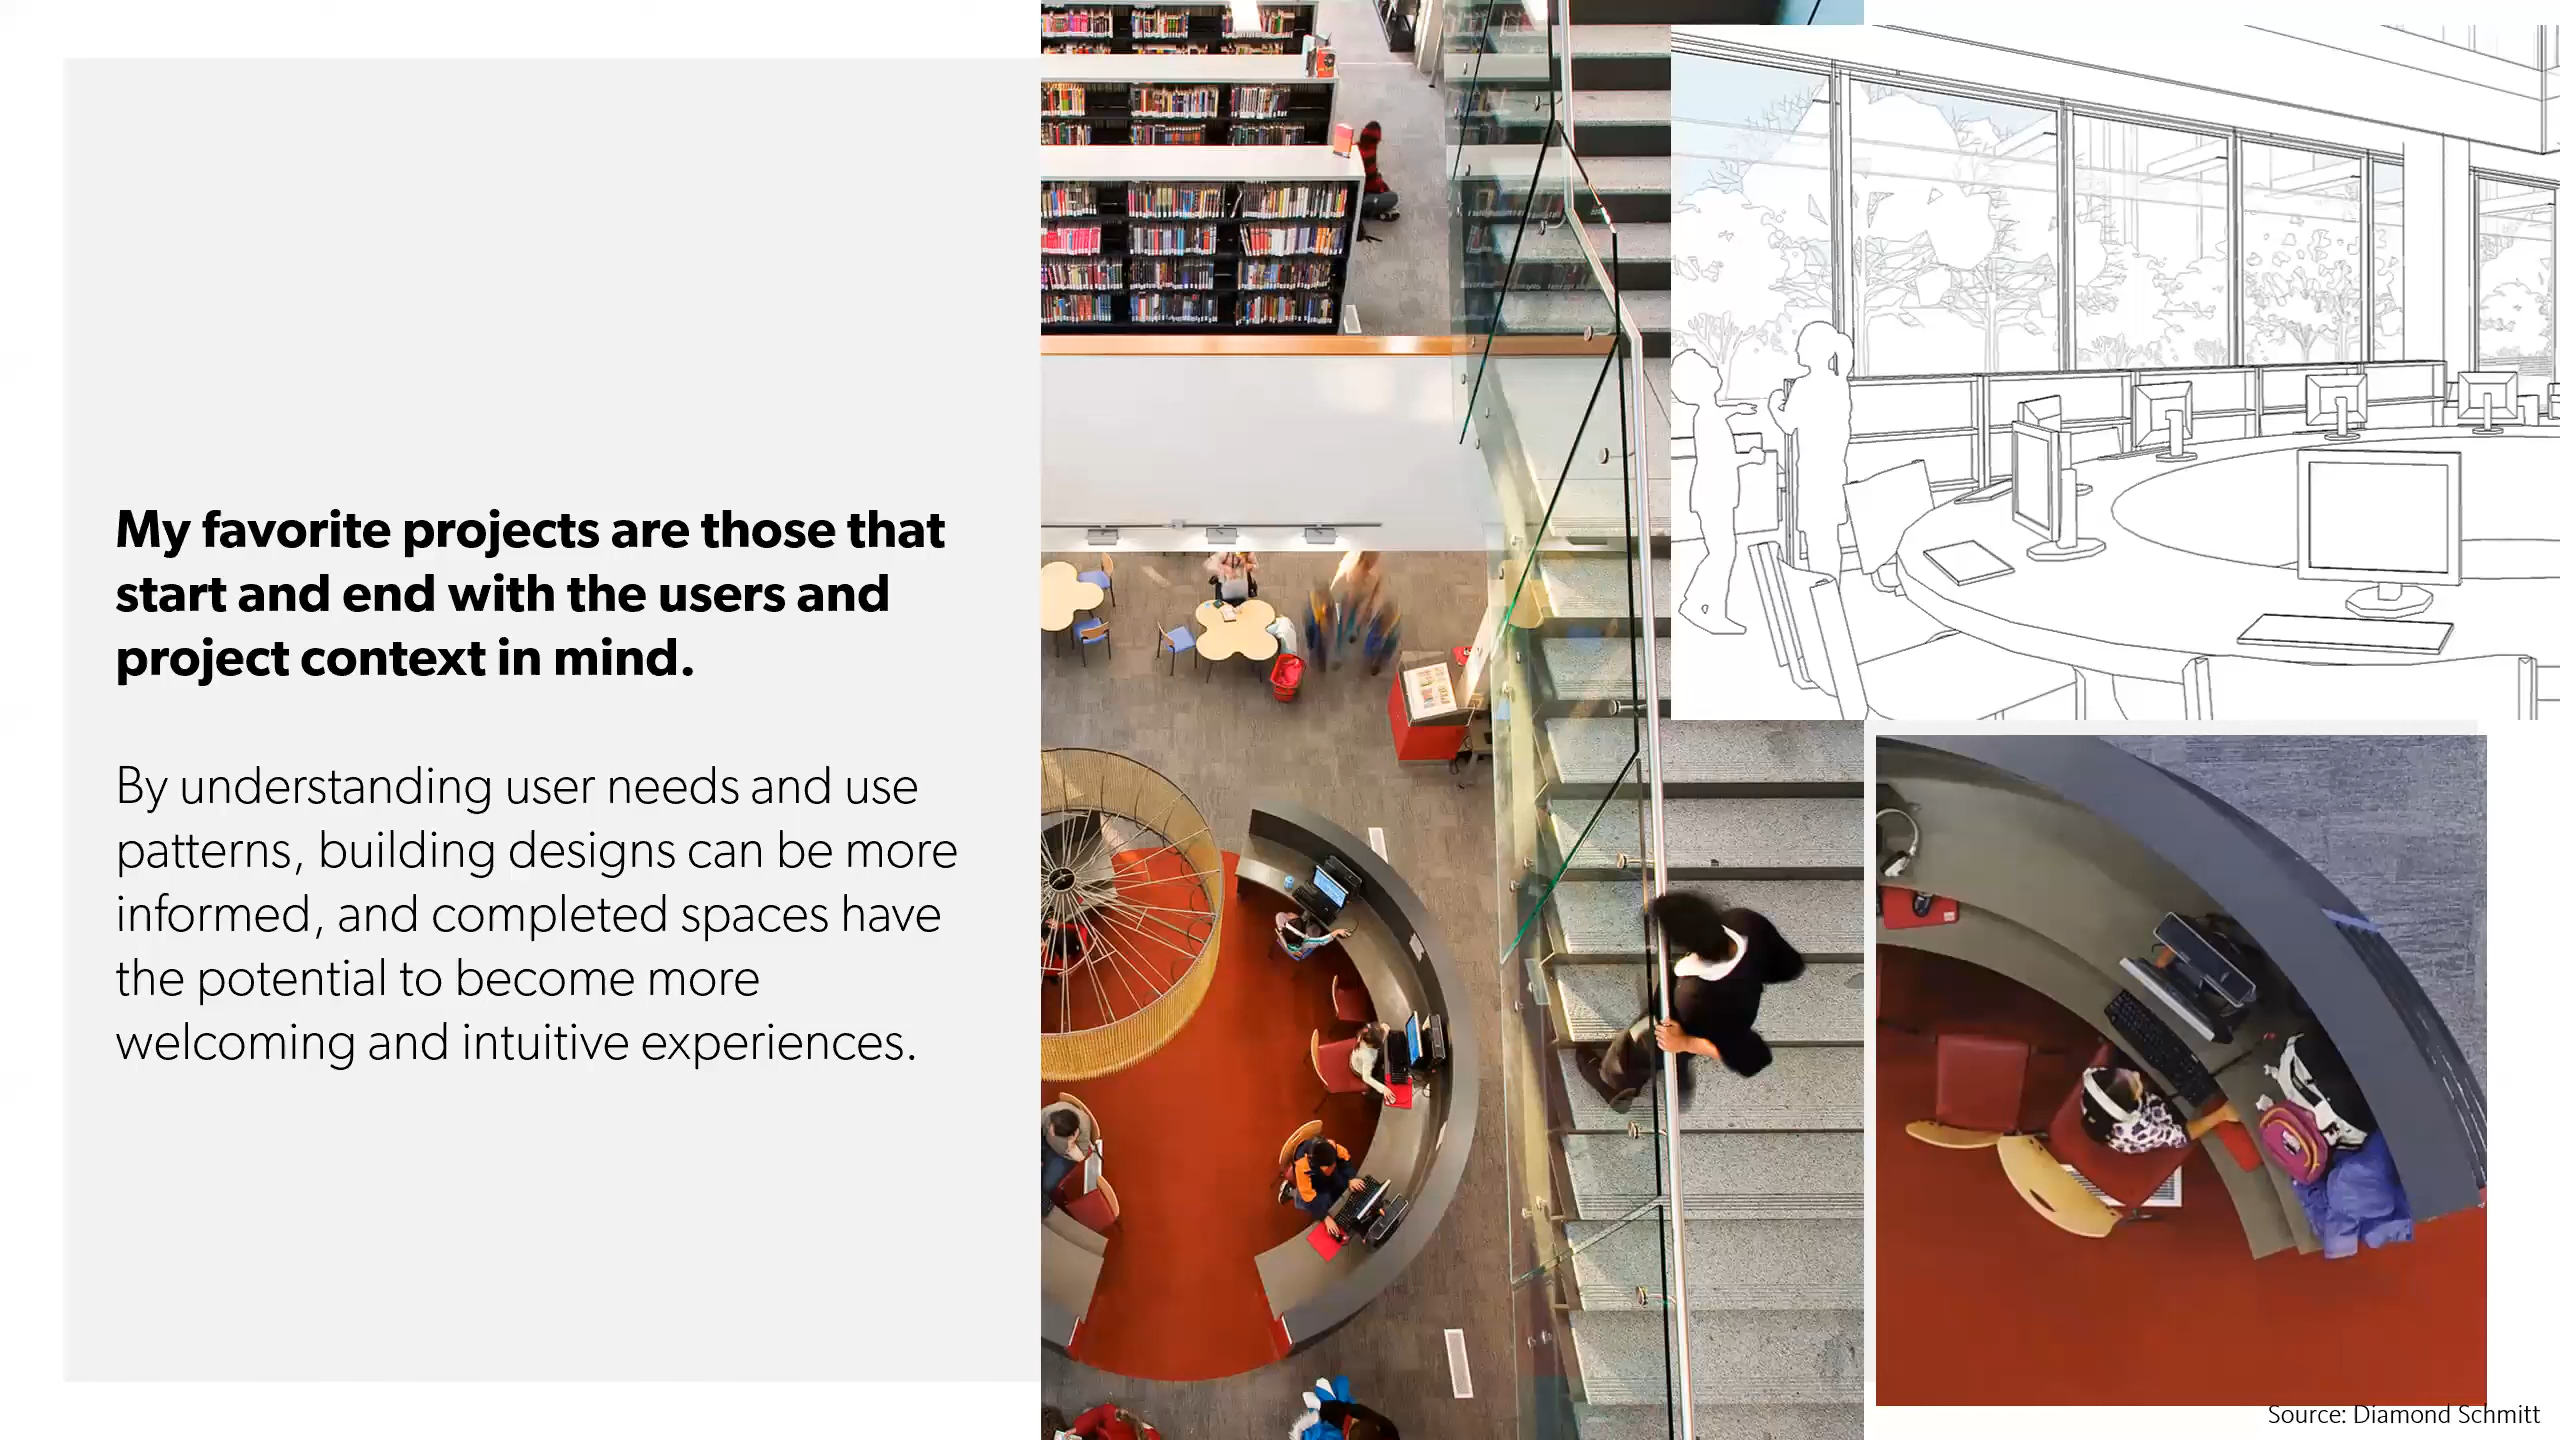 My favorite projects are those that
start and end with the users and
project context in mind.
By understanding user needs and use
patterns, building designs can be more
informed, and completed spaces have
the potential to become more
welcoming and intuitive experiences.
Source: Diamond Schmitt